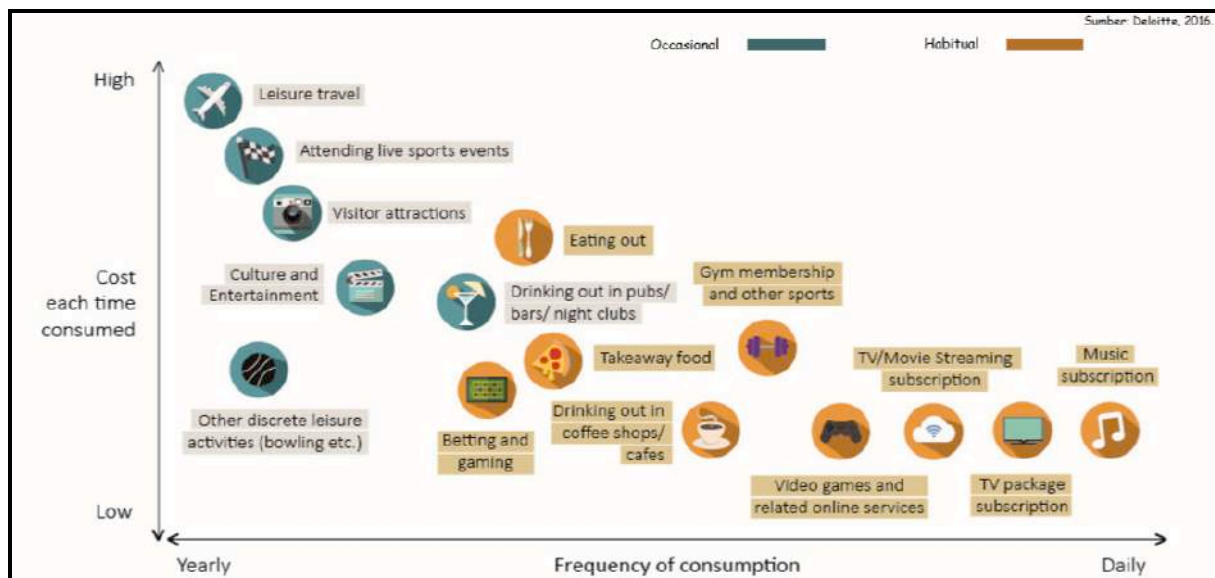 Sumber: Deloitte, 2016.
Occasional
Habitual
High
Leisure travel
Attending live sports events
Visitor attractions
Eating out
Cost
each time
consumed
Culture and
Entertainment
Drinking out in pubs/
bars/ night clubs
Gym membership
and other sports
Takeaway food
TV/Movie Streaming
subscription
Music
subscription
Other discrete leisure
activities (bowling etc.)
Betting and
gaming
Drinking out in
coffee shops/
cafes
Video games and
related online services
TV package
subscription
Low
Yearly
Frequency of consumption
Daily